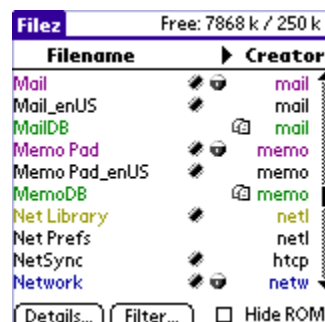 Filez Free: 7868 k / 250 k
Filename Creator
Mail mail
Mail_enUS mail
MailDB mail
Memo Pad memo
Memo Pad_enUS memo
MemoDB memo
Net Library netl
Net Prefs netl
NetSync htcp
Network netw
Details... Filter... Hide ROM